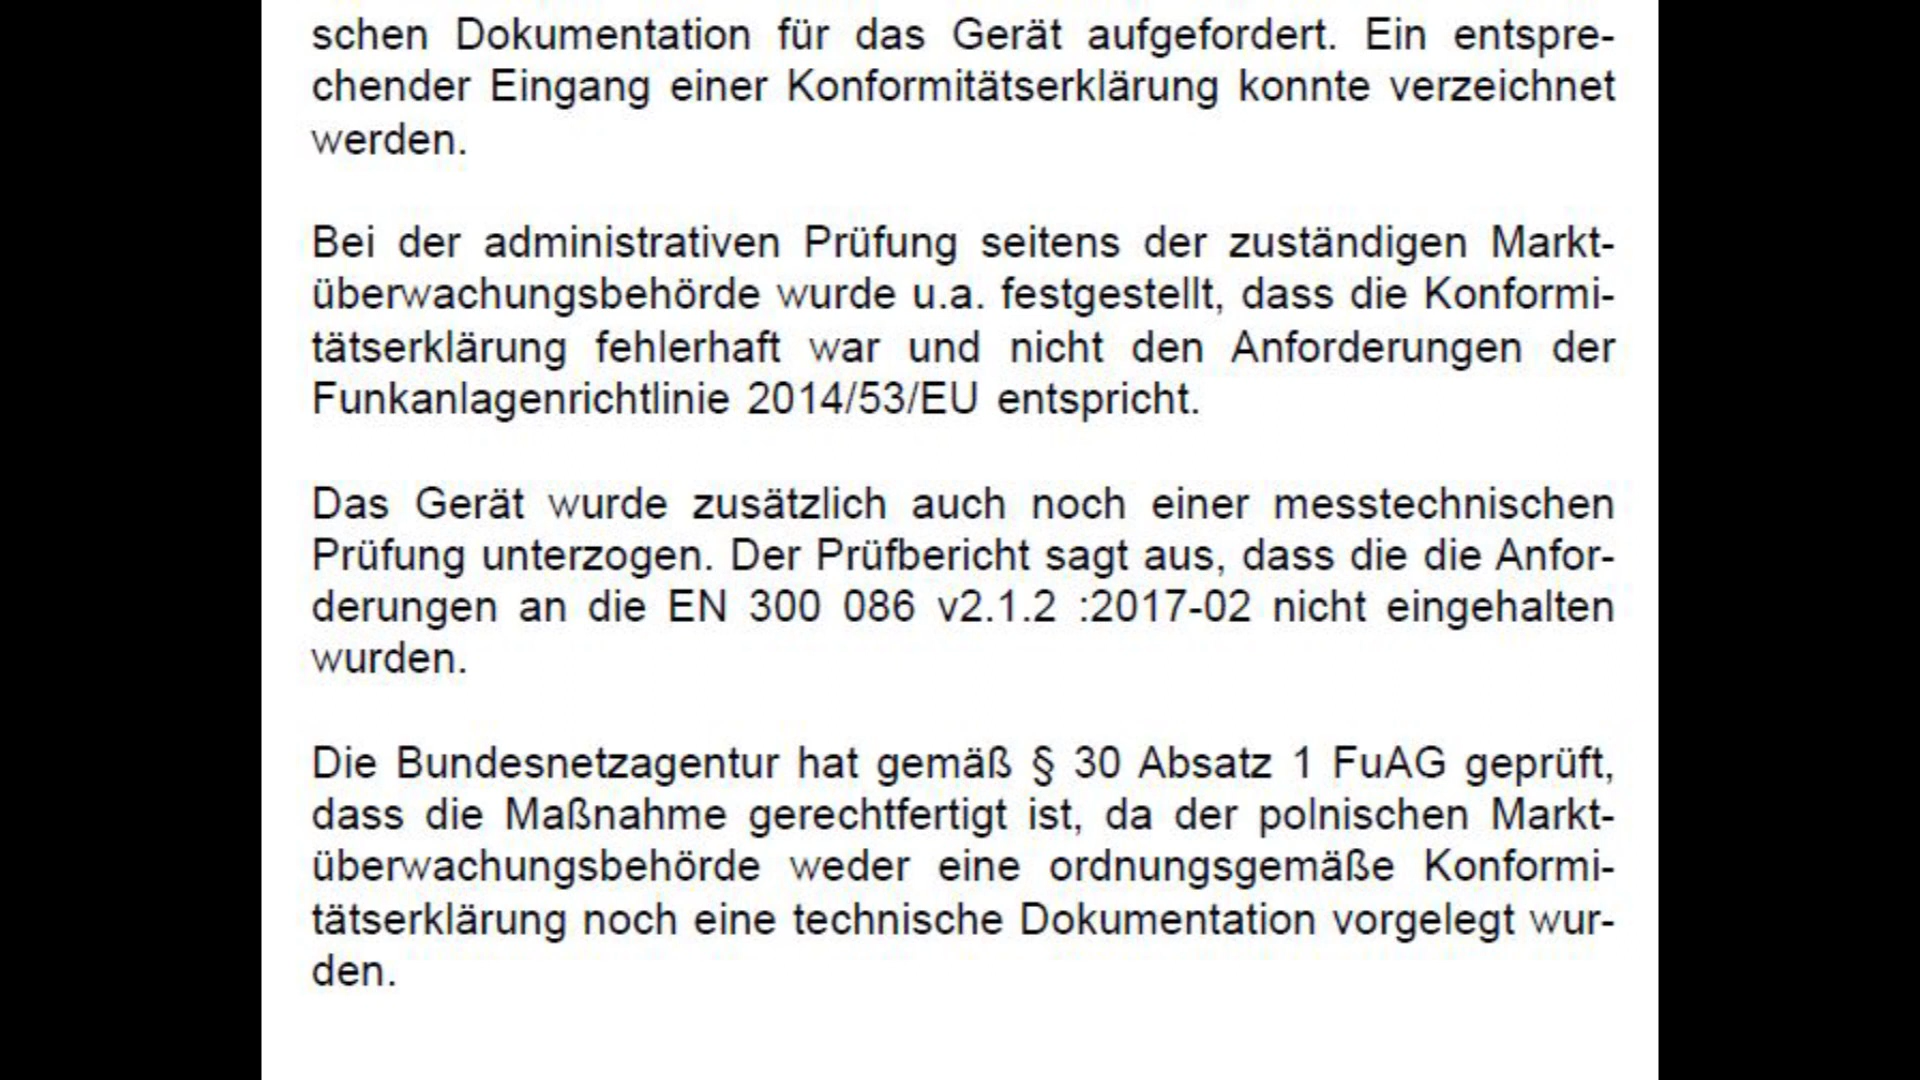 schen Dokumentation für das Gerät aufgefordert. Ein entspre-
chender Eingang einer Konformitätserklärung konnte verzeichnet
werden.
Bei der administrativen Prüfung seitens der zuständigen Markt-
überwachungsbehörde wurde u.a. festgestellt, dass die Konformi-
tätserklärung fehlerhaft war und nicht den Anforderungen der
Funkanlagenrichtlinie 2014/53/EU entspricht.
Das Gerät wurde zusätzlich auch noch einer messtechnischen
Prüfung unterzogen. Der Prüfbericht sagt aus, dass die die Anfor-
derungen an die EN 300 086 v2.1.2 :2017-02 nicht eingehalten
wurden.
Die Bundesnetzagentur hat gemäß § 30 Absatz 1 FuAG geprüft,
dass die Maßnahme gerechtfertigt ist, da der polnischen Markt-
überwachungsbehörde weder eine ordnungsgemäße Konformi-
tätserklärung noch eine technische Dokumentation vorgelegt wur-
den.